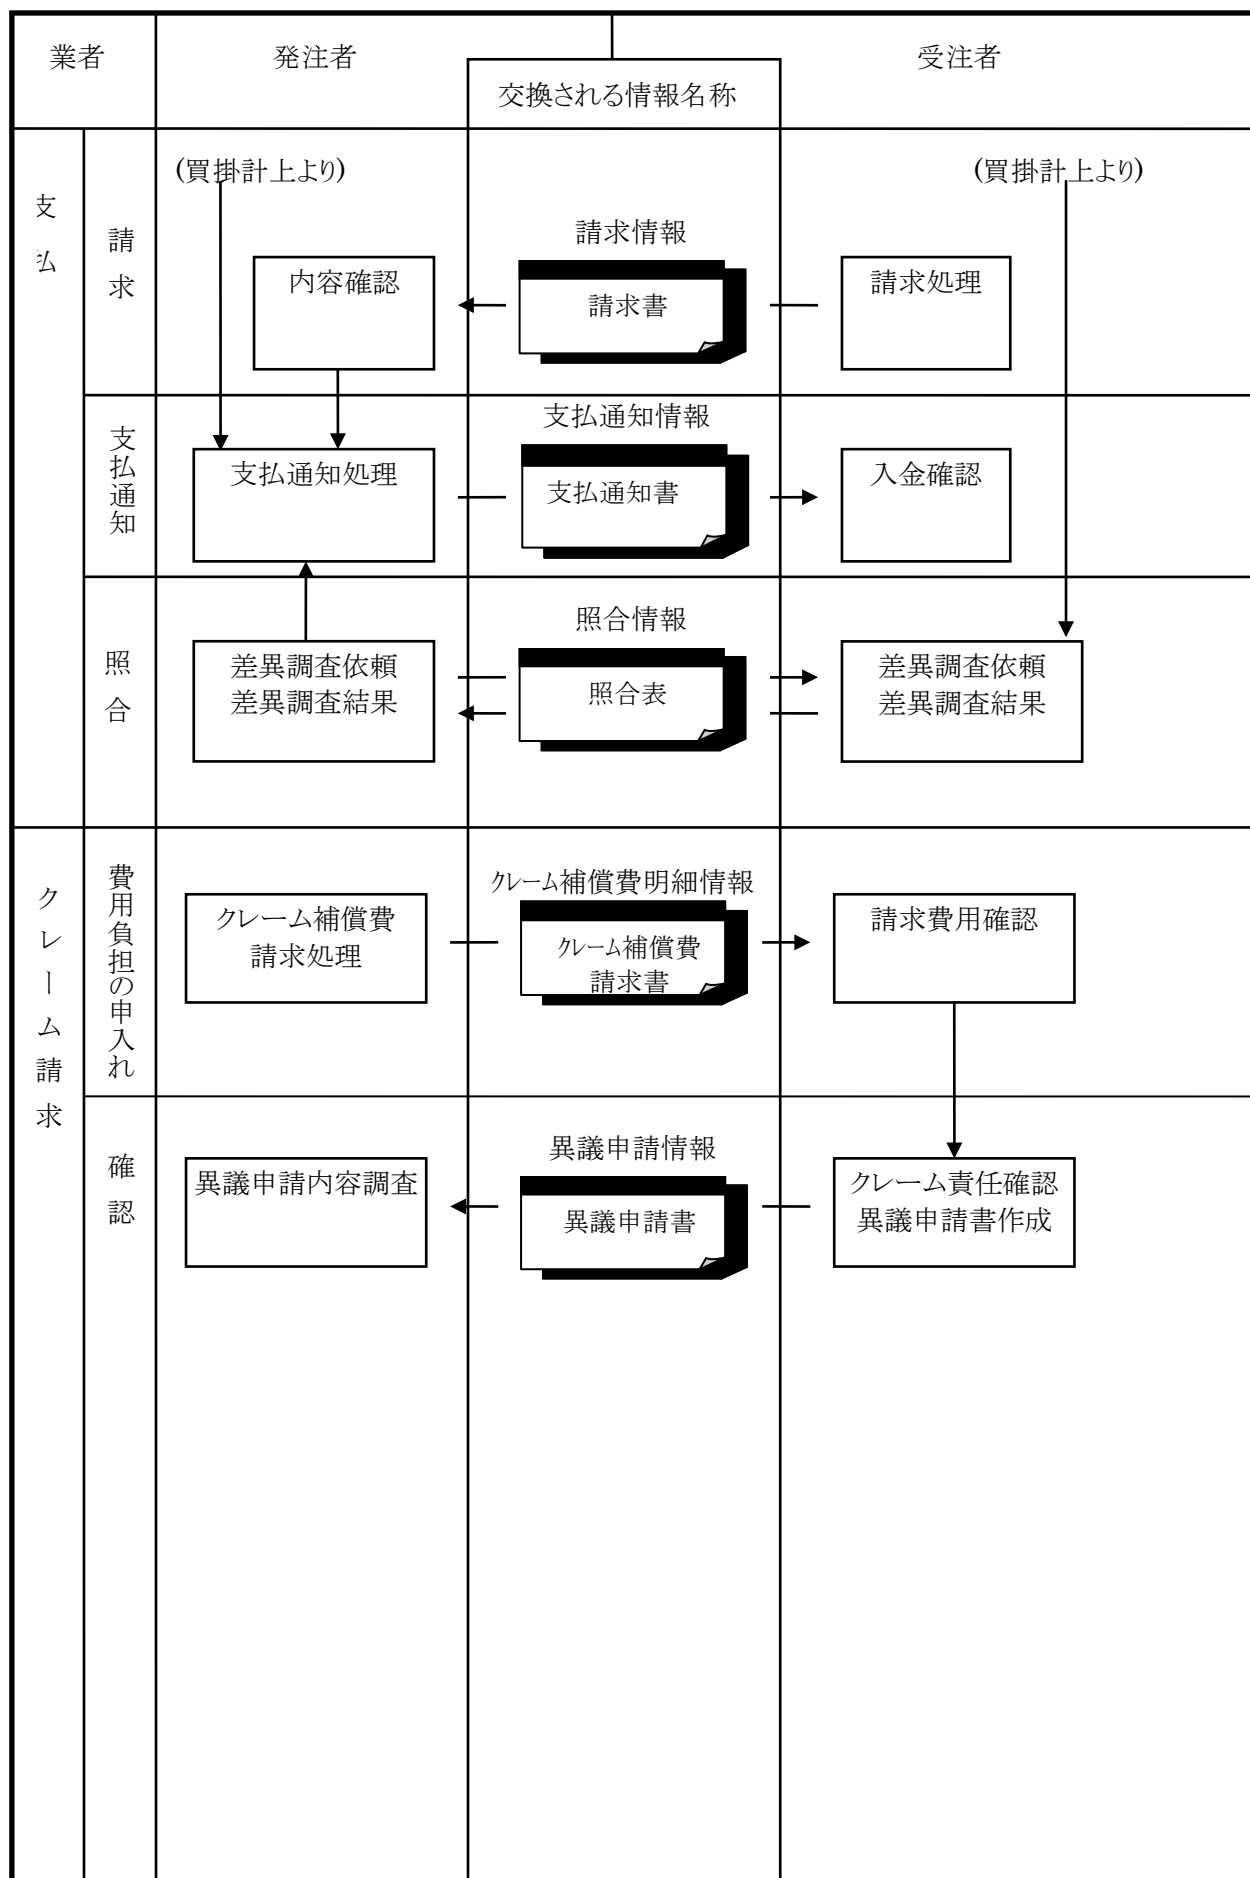 業者
発注者
受注者
交換される情報名称
支払
請求
(買掛計上より)
(買掛計上より)
請求情報
内容確認
請求書
請求処理
支払通知
支払通知情報
支払通知処理
支払通知書
入金確認
照合
照合情報
差異調査依頼
差異調査結果
照合表
差異調査依頼
差異調査結果
クレーム請求
費用負担の申入れ
クレーム補償費明細情報
クレーム補償費
請求処理
クレーム補償費
請求書
請求費用確認
確認
異議申請情報
異議申請内容調査
異議申請書
クレーム責任確認
異議申請書作成